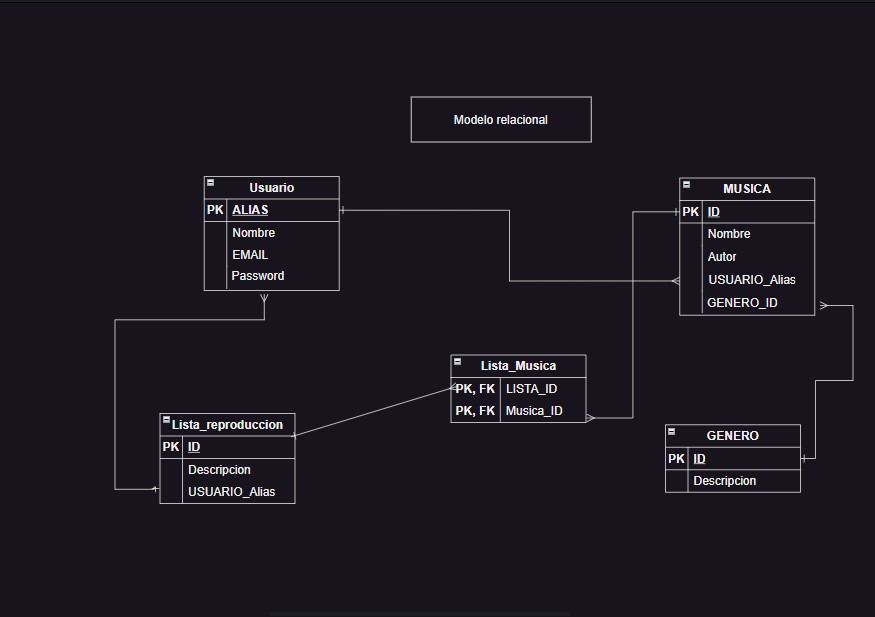 Modelo relacional
Usuario
PK ALIAS
Nombre
EMAIL
Password
MUSICA
PK ID
Nombre
Autor
USUARIO_Alias
GENERO_ID
Lista_Musica
PK, FK LISTA_ID
PK, FK Musica_ID
Lista_reproduccion
PK ID
Descripcion
USUARIO_Alias
GENERO
PK ID
Descripcion